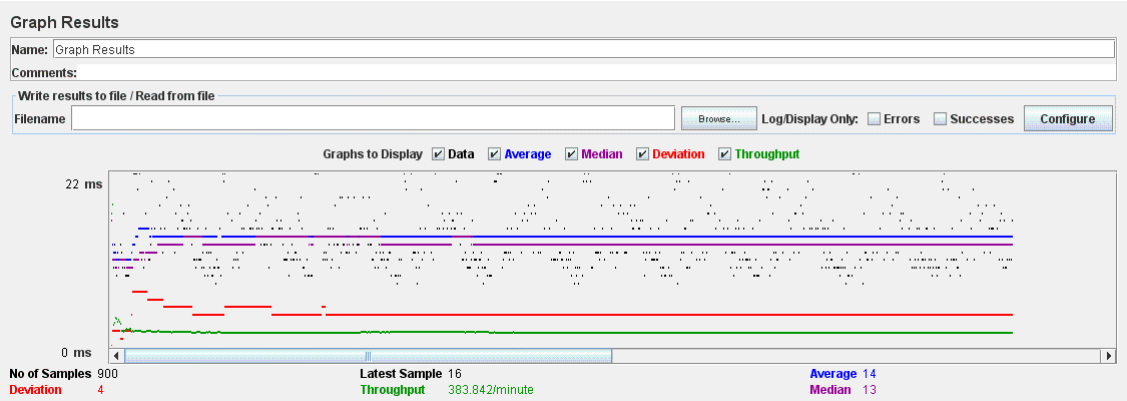 Graph Results
Name: Graph Results
Comments:
Write results to file / Read from file
Filename Browse... Log/Display Only: Errors Successes Configure
Graphs to Display Data Average Median Deviation Throughput
22 ms
0 ms
No of Samples 900 Latest Sample 16 Average 14
Deviation 4 Throughput 383.842/minute Median 13